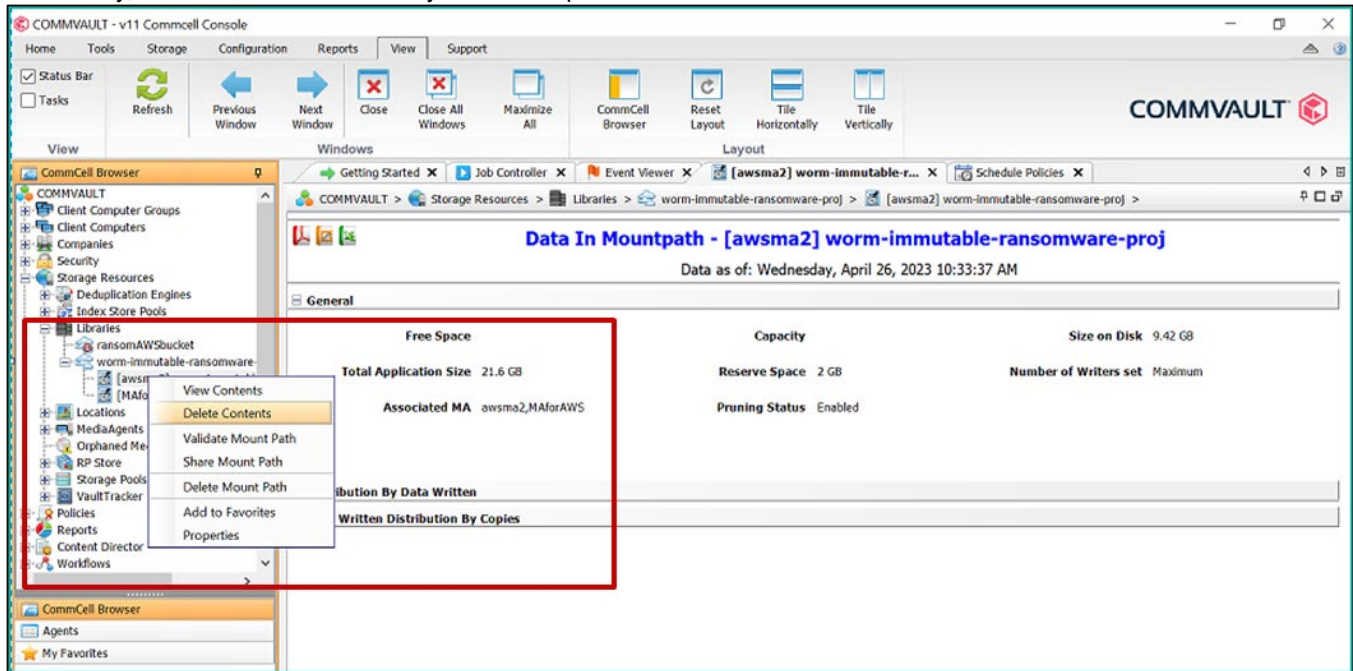 COMMVAULT - v11 Commcell Console
Home Tools Storage Configuration Reports View Support
Status Bar
Tasks
Refresh
Previous Window
Next Window
Close
Close All Windows
Maximize All
CommCell Browser
Reset Layout
Tile Horizontally
Tile Vertically
COMMVAULT
View
Windows
Layout
CommCell Browser
Getting Started
Job Controller
Event Viewer
[awsma2] worm-immutable-r...
Schedule Policies
COMMVAULT > Storage Resources > Libraries > worm-immutable-ransomware-proj > [awsma2] worm-immutable-ransomware-proj >
COMMVAULT
Client Computer Groups
Client Computers
Companies
Security
Storage Resources
Deduplication Engines
Index Store Pools
Libraries
ransomAWSbucket
worm-immutable-ransomware-
Locations
MediaAgents
RP Store
Storage Pools
VaultTracker
Policies
Reports
Content Director
Workflows
View Contents
Delete Contents
Validate Mount Path
Share Mount Path
Delete Mount Path
Add to Favorites
Properties
Data In Mountpath - [awsma2] worm-immutable-ransomware-proj
Data as of: Wednesday, April 26, 2023 10:33:37 AM
General
Free Space
Capacity
Size on Disk 9.42 GB
Total Application Size 21.6 GB
Reserve Space 2 GB
Number of Writers set Maximum
Associated MA awsma2,MAforAWS
Pruning Status Enabled
ibution By Data Written
Written Distribution By Copies
CommCell Browser
Agents
My Favorites